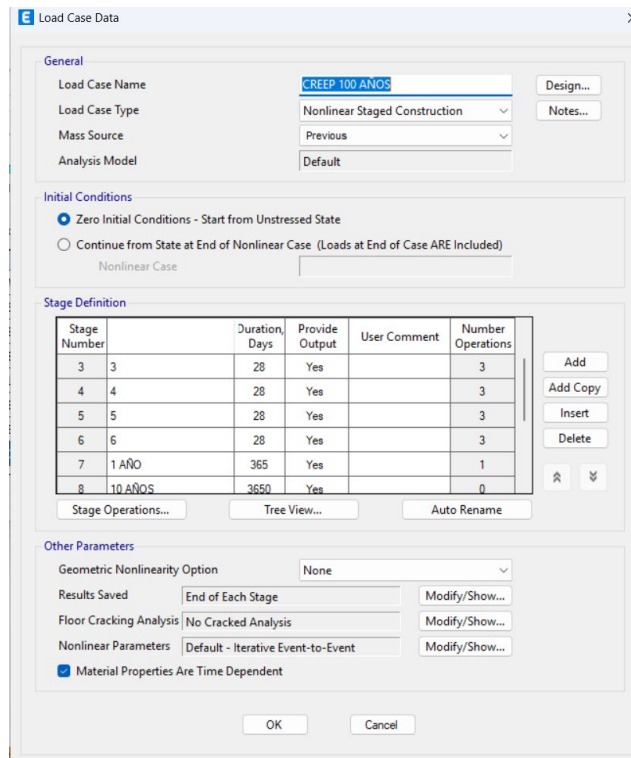 E Load Case Data
General
Load Case Name CREEP 100 AÑOS Design...
Load Case Type Nonlinear Staged Construction Notes...
Mass Source Previous
Analysis Model Default
Initial Conditions
Zero Initial Conditions - Start from Unstressed State
Continue from State at End of Nonlinear Case (Loads at End of Case ARE Included)
Nonlinear Case
Stage Definition
Stage Number Duration, Days Provide Output User Comment Number Operations
3 3 28 Yes 3 Add
4 4 28 Yes 3 Add Copy
5 5 28 Yes 3 Insert
6 6 28 Yes 3 Delete
7 1 AÑO 365 Yes 1
8 10 AÑOS 3650 Yes 0
Stage Operations... Tree View... Auto Rename
Other Parameters
Geometric Nonlinearity Option None
Results Saved End of Each Stage Modify/Show...
Floor Cracking Analysis No Cracked Analysis Modify/Show...
Nonlinear Parameters Default - Iterative Event-to-Event Modify/Show...
Material Properties Are Time Dependent
OK Cancel